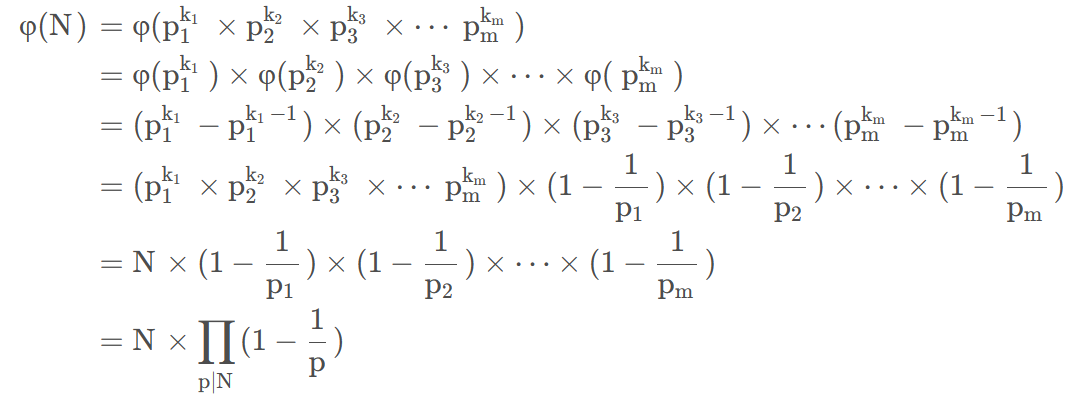 φ(N) = φ(p₁^{k₁} × p₂^{k₂} × p₃^{k₃} × ⋯ pₘ^{kₘ} )
= φ(p₁^{k₁} ) × φ(p₂^{k₂} ) × φ(p₃^{k₃} ) × ⋯ × φ( pₘ^{kₘ} )
= (p₁^{k₁} − p₁^{k₁−1} ) × (p₂^{k₂} − p₂^{k₂−1} ) × (p₃^{k₃} − p₃^{k₃−1} ) × ⋯ (pₘ^{kₘ} − pₘ^{kₘ−1} )
= (p₁^{k₁} × p₂^{k₂} × p₃^{k₃} × ⋯ pₘ^{kₘ} ) × (1 − 1/p₁ ) × (1 − 1/p₂ ) × ⋯ × (1 − 1/pₘ )
= N × (1 − 1/p₁ ) × (1 − 1/p₂ ) × ⋯ × (1 − 1/pₘ )
= N × ∏_{p|N} (1 − 1/p )